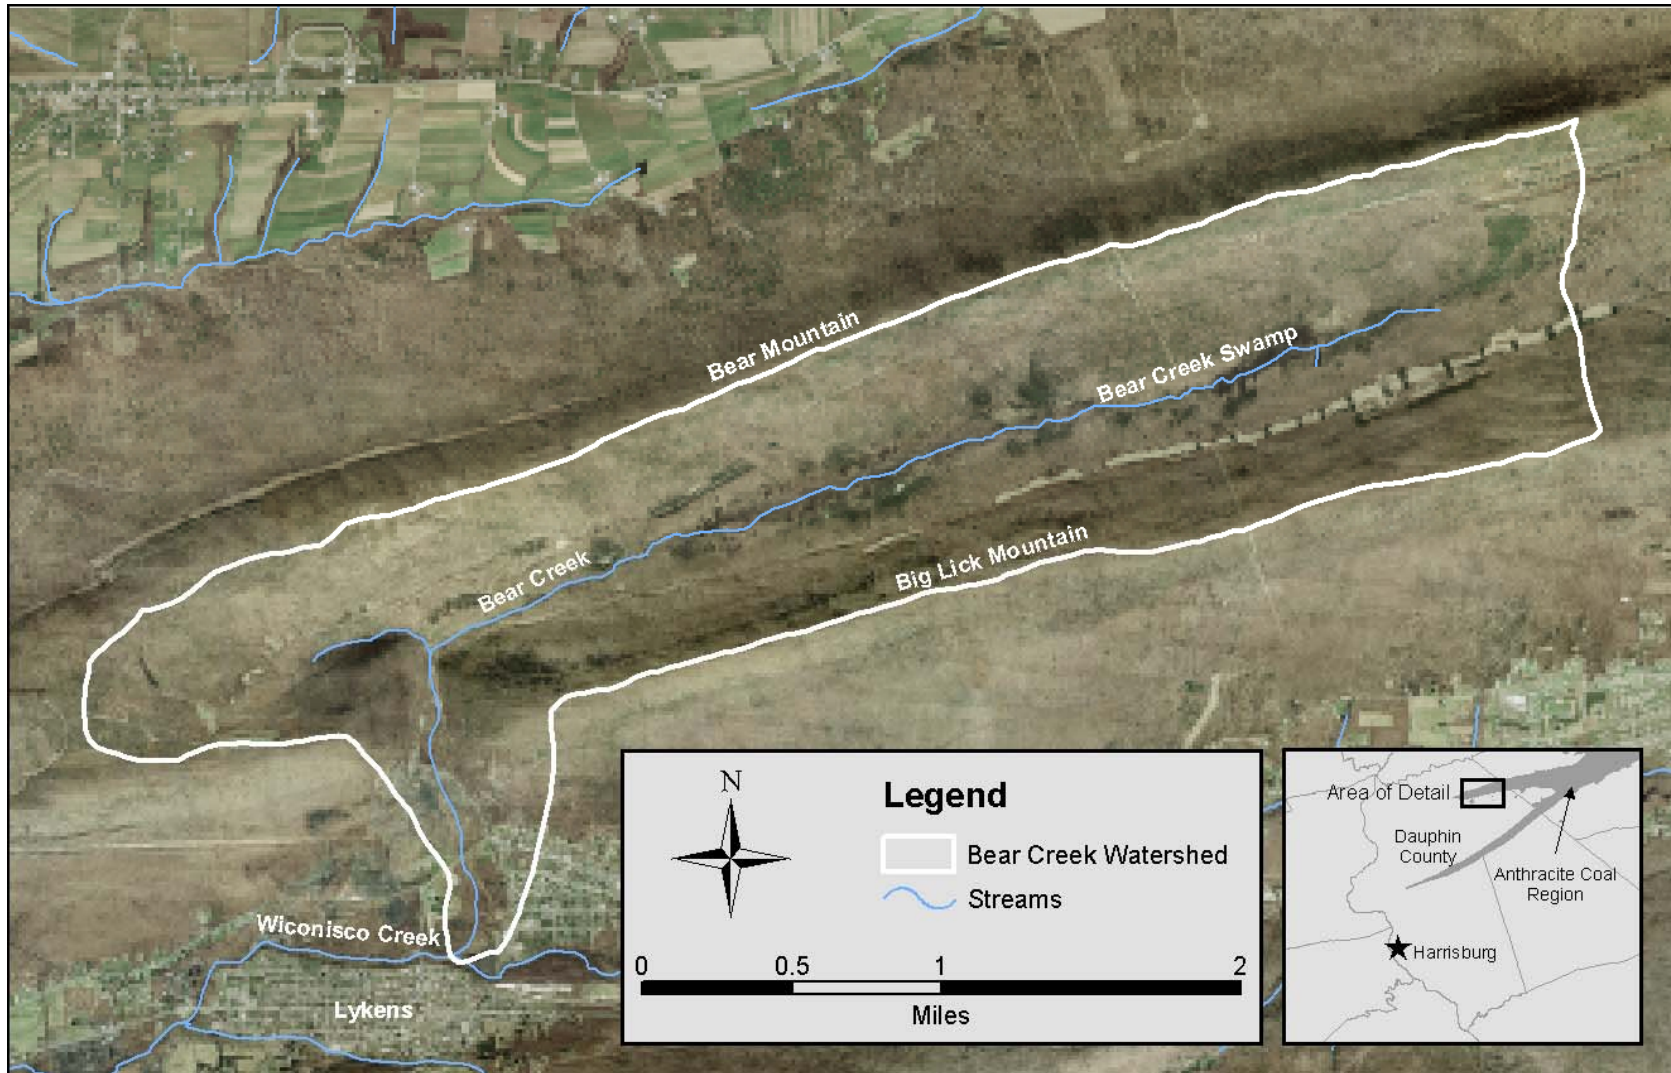 Bear Mountain
Bear Creek Swamp
Bear Creek
Big Lick Mountain
Wiconisco Creek
Lykens
N
Legend
Bear Creek Watershed
Streams
0 0.5 1 2
Miles
Area of Detail
Dauphin
County
Anthracite Coal
Region
Harrisburg